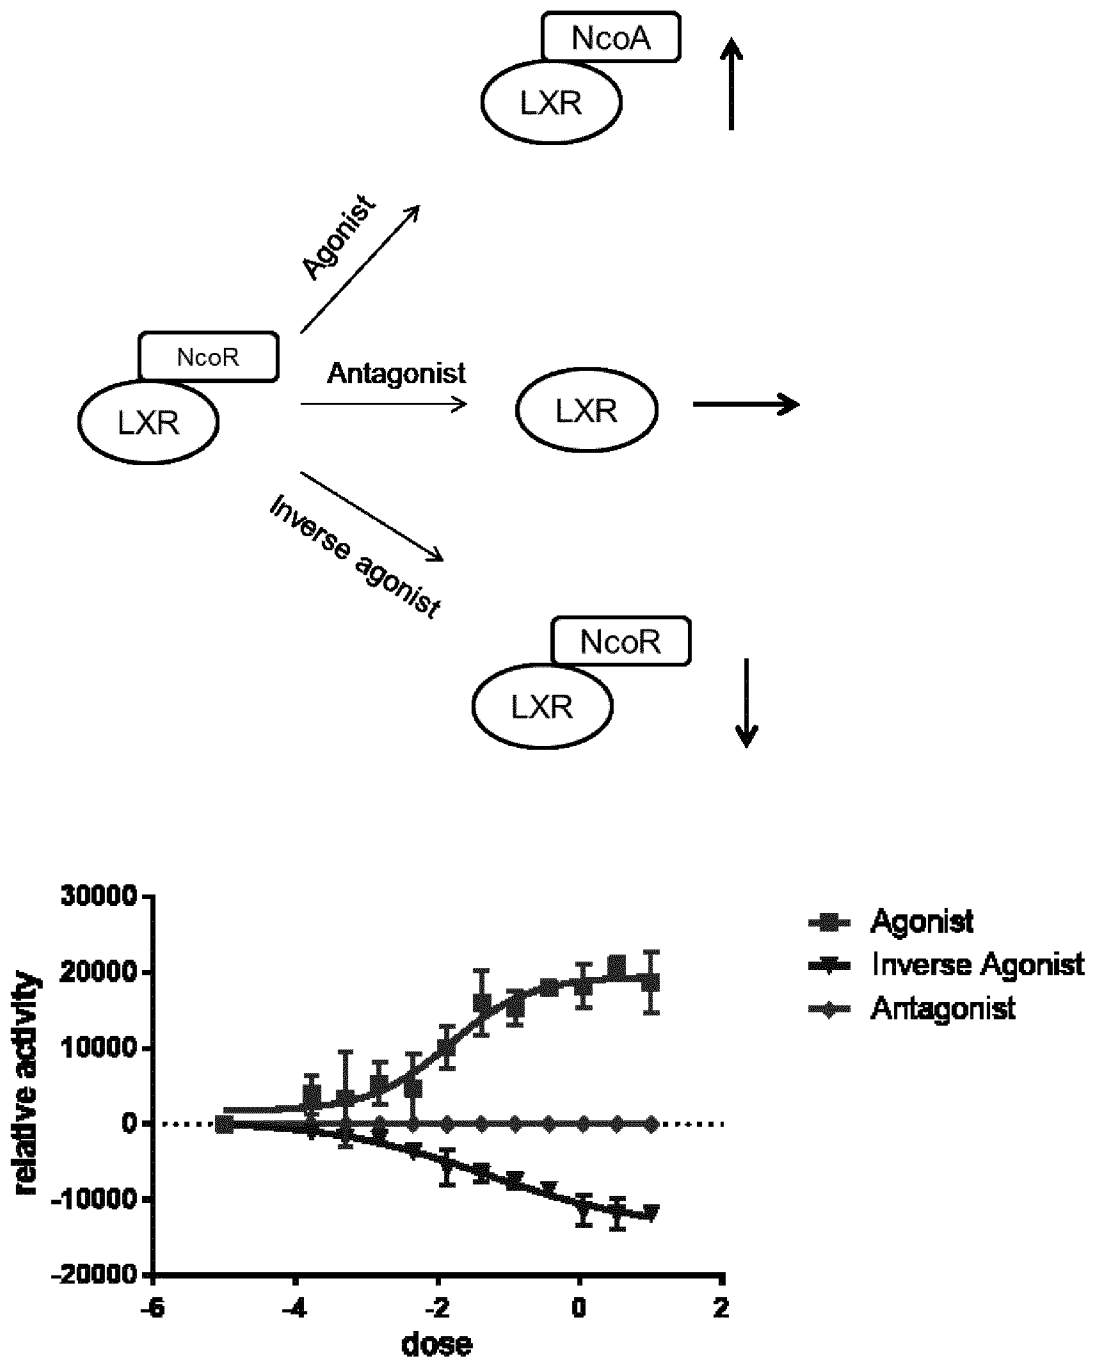 NcoA
LXR
Agonist
NcoR
LXR
Antagonist
LXR
Inverse agonist
NcoR
LXR
30000
20000
10000
0
-10000
-20000
relative activity
-6
-4
-2
0
2
dose
Agonist
Inverse Agonist
Antagonist